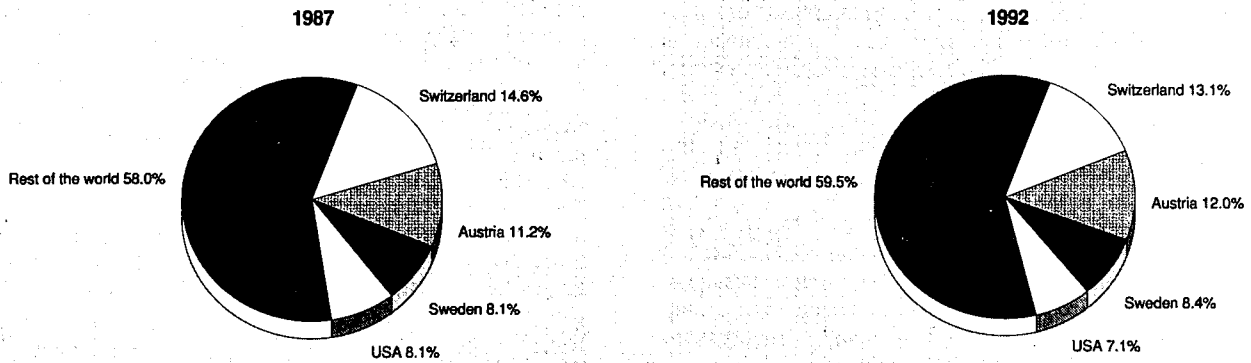 1987
Switzerland 14.6%
Rest of the world 58.0%
Austria 11.2%
Sweden 8.1%
USA 8.1%
1992
Switzerland 13.1%
Rest of the world 59.5%
Austria 12.0%
Sweden 8.4%
USA 7.1%